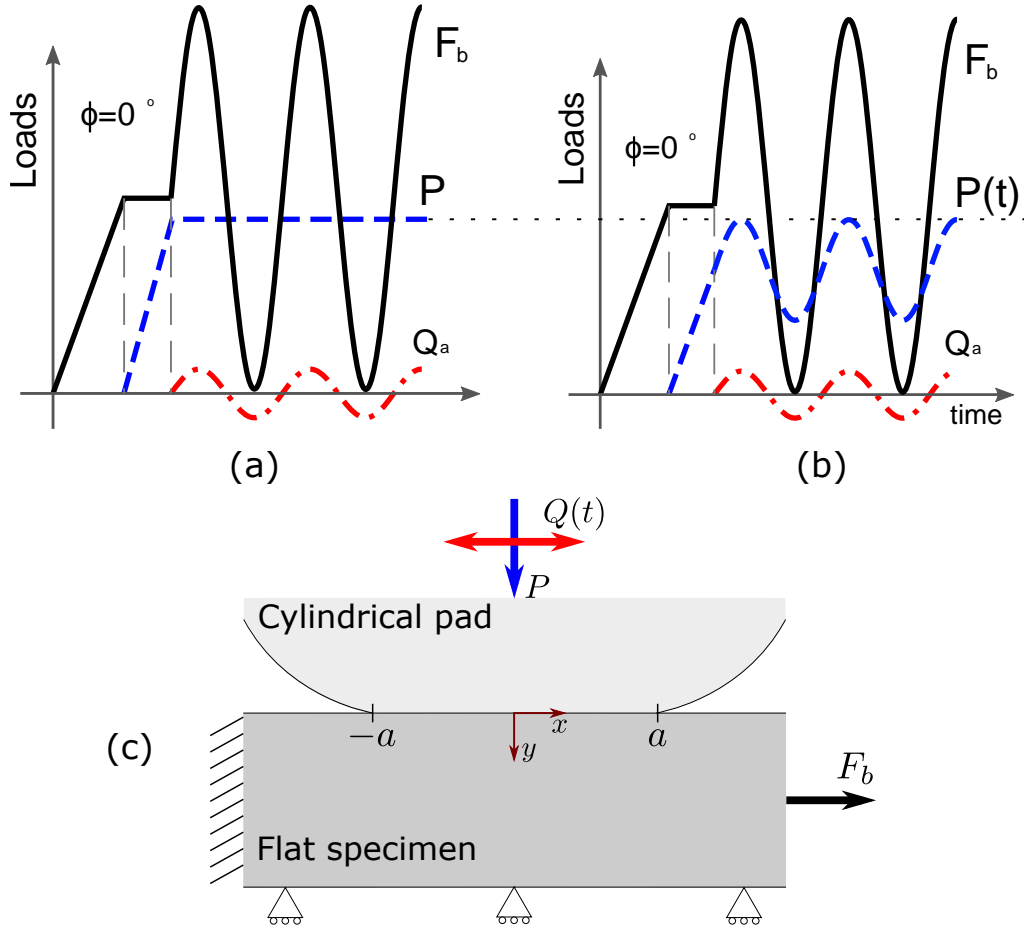 Loads
ϕ=0 °
F_b
P
Q_a
(a)
Loads
ϕ=0 °
F_b
P(t)
Q_a
time
(b)
Q(t)
P
Cylindrical pad
−a
x
a
y
(c)
F_b
Flat specimen